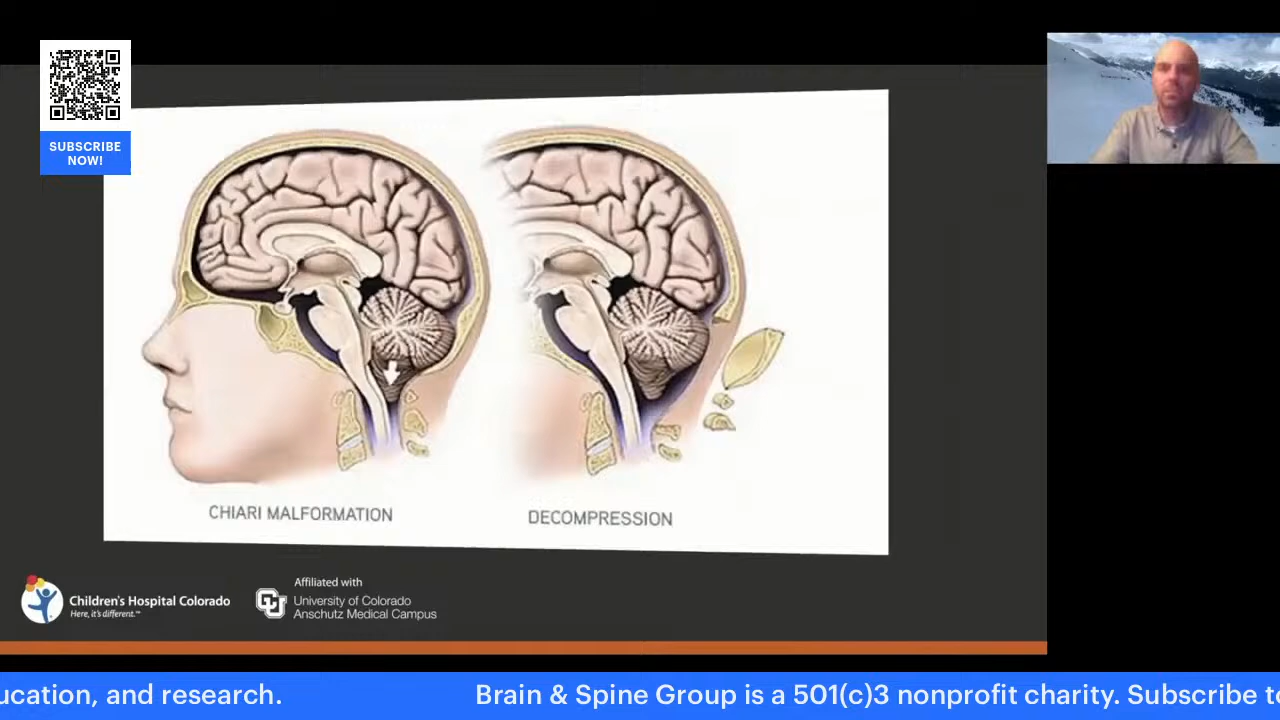 SUBSCRIBE
NOW!
CHIARI MALFORMATION
DECOMPRESSION
Children's Hospital Colorado
Here, it's different.™
Affiliated with
University of Colorado
Anschutz Medical Campus
ucation, and research. Brain & Spine Group is a 501(c)3 nonprofit charity. Subscribe to